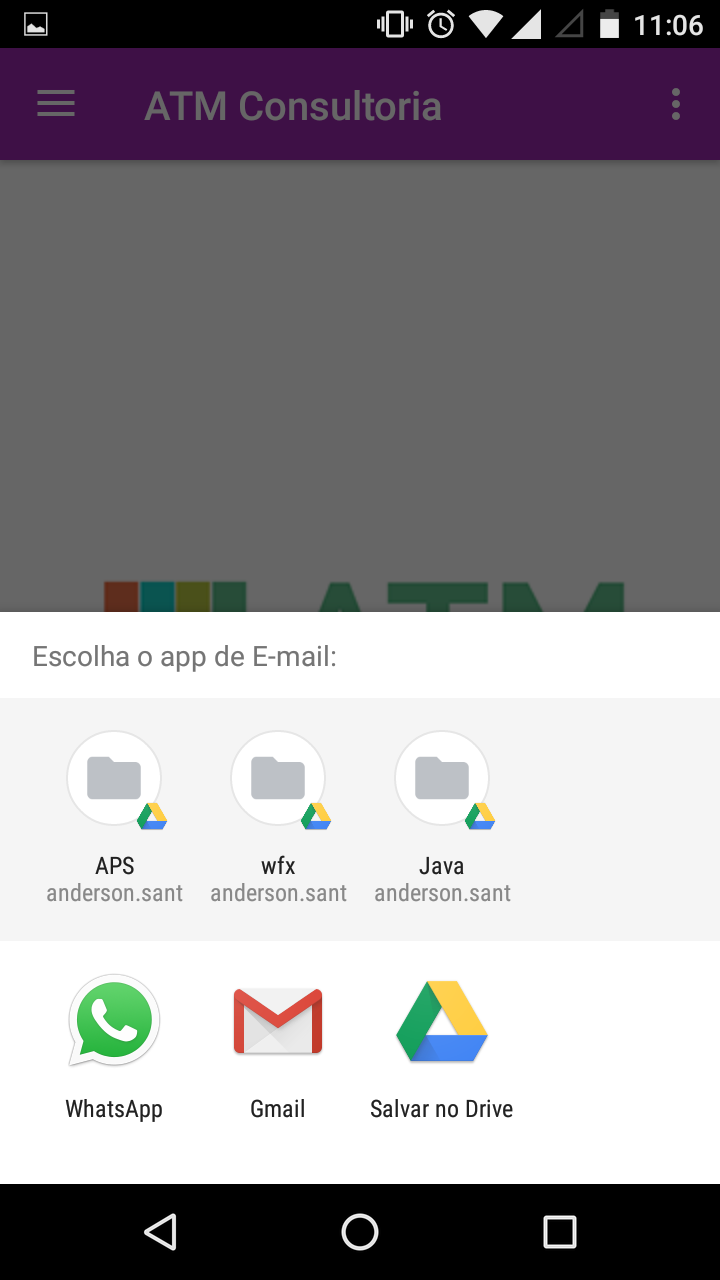 11:06
ATM Consultoria
ATM
Escolha o app de E-mail:
APS
anderson.sant
wfx
anderson.sant
Java
anderson.sant
WhatsApp
Gmail
Salvar no Drive